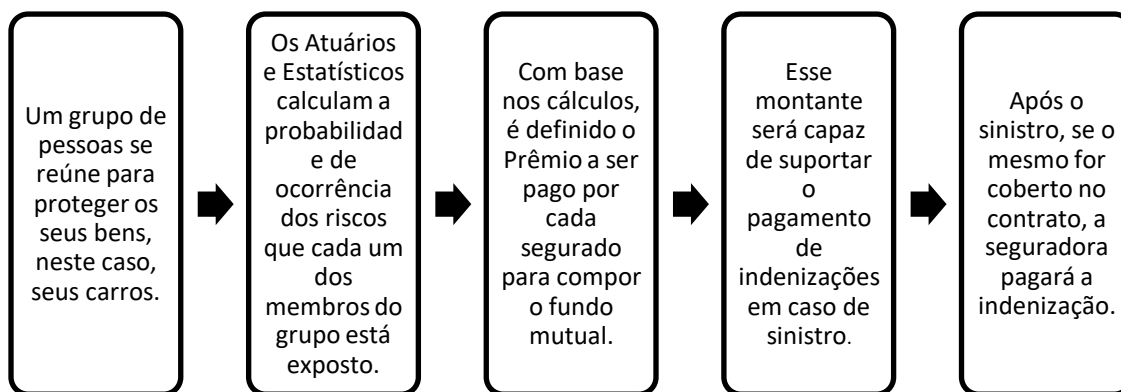 Um grupo de
pessoas se
reúne para
proteger os
seus bens,
neste caso,
seus carros.
Os Atuários
e Estatísticos
calculam a
probabilidad
e de
ocorrência
dos riscos
que cada um
dos
membros do
grupo está
exposto.
Com base
nos cálculos,
é definido o
Prêmio a ser
pago por
cada
segurado
para compor
o fundo
mutual.
Esse
montante
será capaz
de suportar
o
pagamento
de
indenizações
em caso de
sinistro.
Após o
sinistro, se o
mesmo for
coberto no
contrato, a
seguradora
pagará a
indenização.